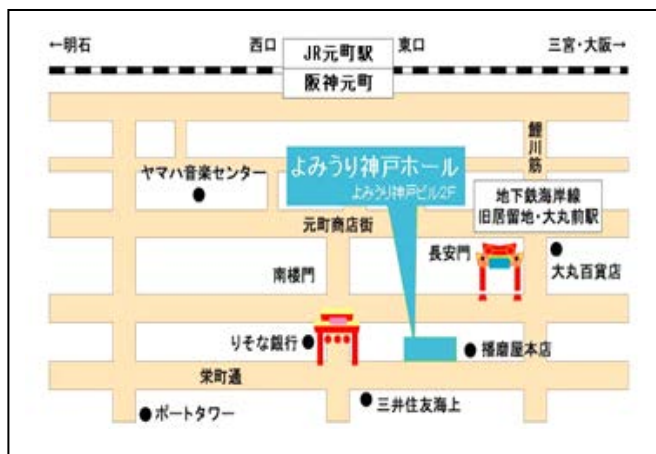 ←明石
西口
JR元町駅
東口
三宮・大阪→
阪神元町
鯉川筋
ヤマハ音楽センター
よみうり神戸ホール
よみうり神戸ビル2F
地下鉄海岸線
旧居留地・大丸前駅
元町商店街
長安門
南楼門
大丸百貨店
りそな銀行
播磨屋本店
栄町通
三井住友海上
ポートタワー